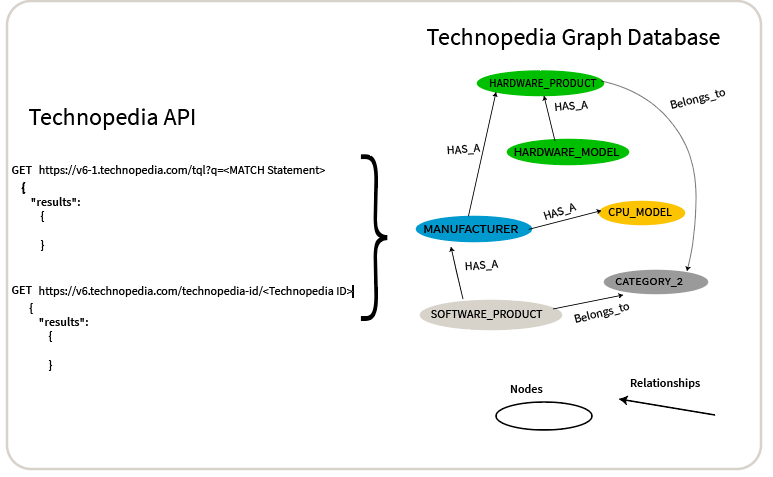 Technopedia Graph Database
HARDWARE_PRODUCT
Belongs_to
HAS_A
Technopedia API
HAS_A
HARDWARE_MODEL
GET https://v6-1.technopedia.com/tql?q=<MATCH Statement>
{
"results":
{
}
HAS_A
CPU_MODEL
MANUFACTURER
HAS_A
CATEGORY_2
GET https://v6.technopedia.com/technopedia-id/<Technopedia ID>
{
"results":
{
}
SOFTWARE_PRODUCT
Belongs_to
Nodes
Relationships